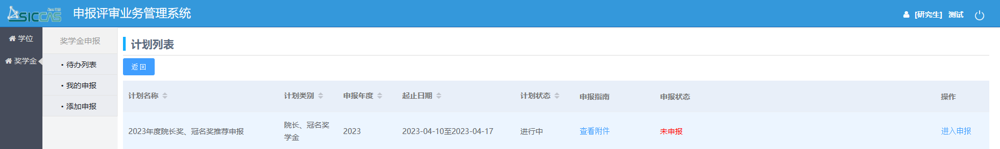 SICCAS
申报评审业务管理系统
[研究生] 测试
学位
奖学金
奖学金申报
• 待办列表
• 我的申报
• 添加申报
计划列表
返回
计划名称 计划类别 申报年度 起止日期 计划状态 申报指南 申报状态 操作
2023年度院长奖、冠名奖推荐申报 院长、冠名奖 2023 2023-04-10至2023-04-17 进行中 查看附件 未申报 进入申报
学金